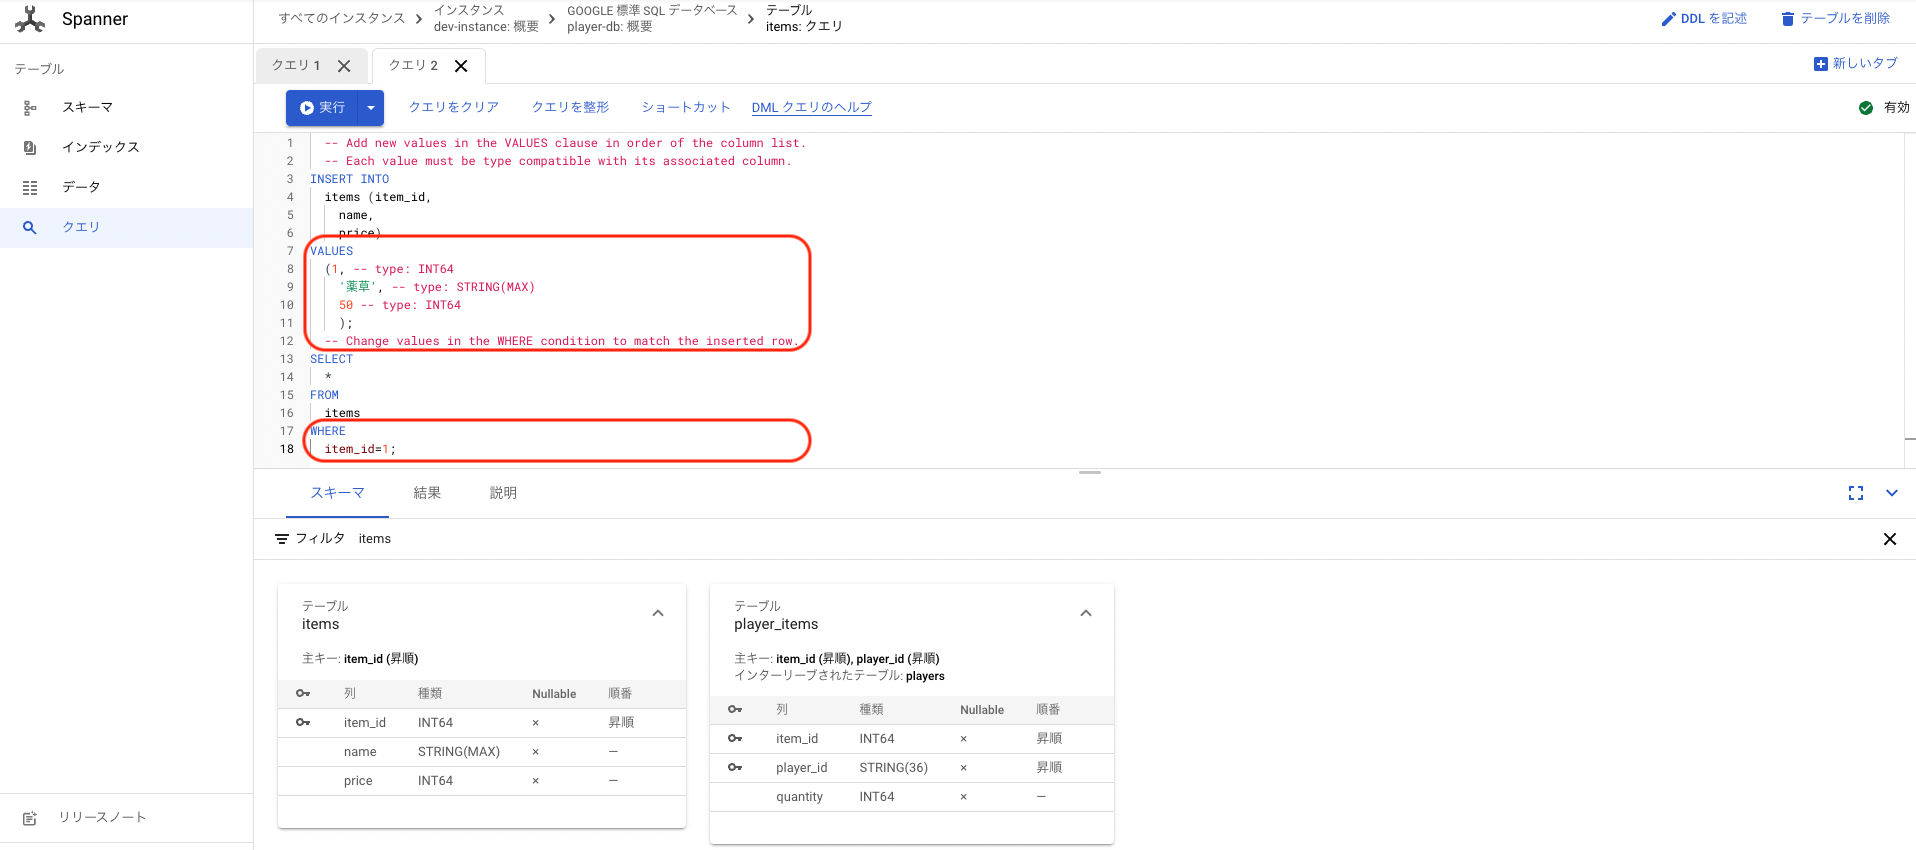 Spanner
すべてのインスタンス
インスタンス
dev-instance: 概要
GOOGLE 標準 SQL データベース
player-db: 概要
テーブル
items: クエリ
DDL を記述
テーブルを削除
テーブル
スキーマ
インデックス
データ
クエリ
リリースノート
クエリ 1
クエリ 2
新しいタブ
実行
クエリをクリア
クエリを整形
ショートカット
DML クエリのヘルプ
有効
1 -- Add new values in the VALUES clause in order of the column list.
2 -- Each value must be type compatible with its associated column.
3 INSERT INTO
4 items (item_id,
5 name,
6 price)
7 VALUES
8 (1, -- type: INT64
9 '薬草', -- type: STRING(MAX)
10 50 -- type: INT64
11 );
12 -- Change values in the WHERE condition to match the inserted row.
13 SELECT
14 *
15 FROM
16 items
17 WHERE
18 item_id=1;
スキーマ
結果
説明
フィルタ items
テーブル
items
主キー: item_id (昇順)
列 種類 Nullable 順番
item_id INT64 × 昇順
name STRING(MAX) × —
price INT64 × —
テーブル
player_items
主キー: item_id (昇順), player_id (昇順)
インターリーブされたテーブル: players
列 種類 Nullable 順番
item_id INT64 × 昇順
player_id STRING(36) × 昇順
quantity INT64 × —